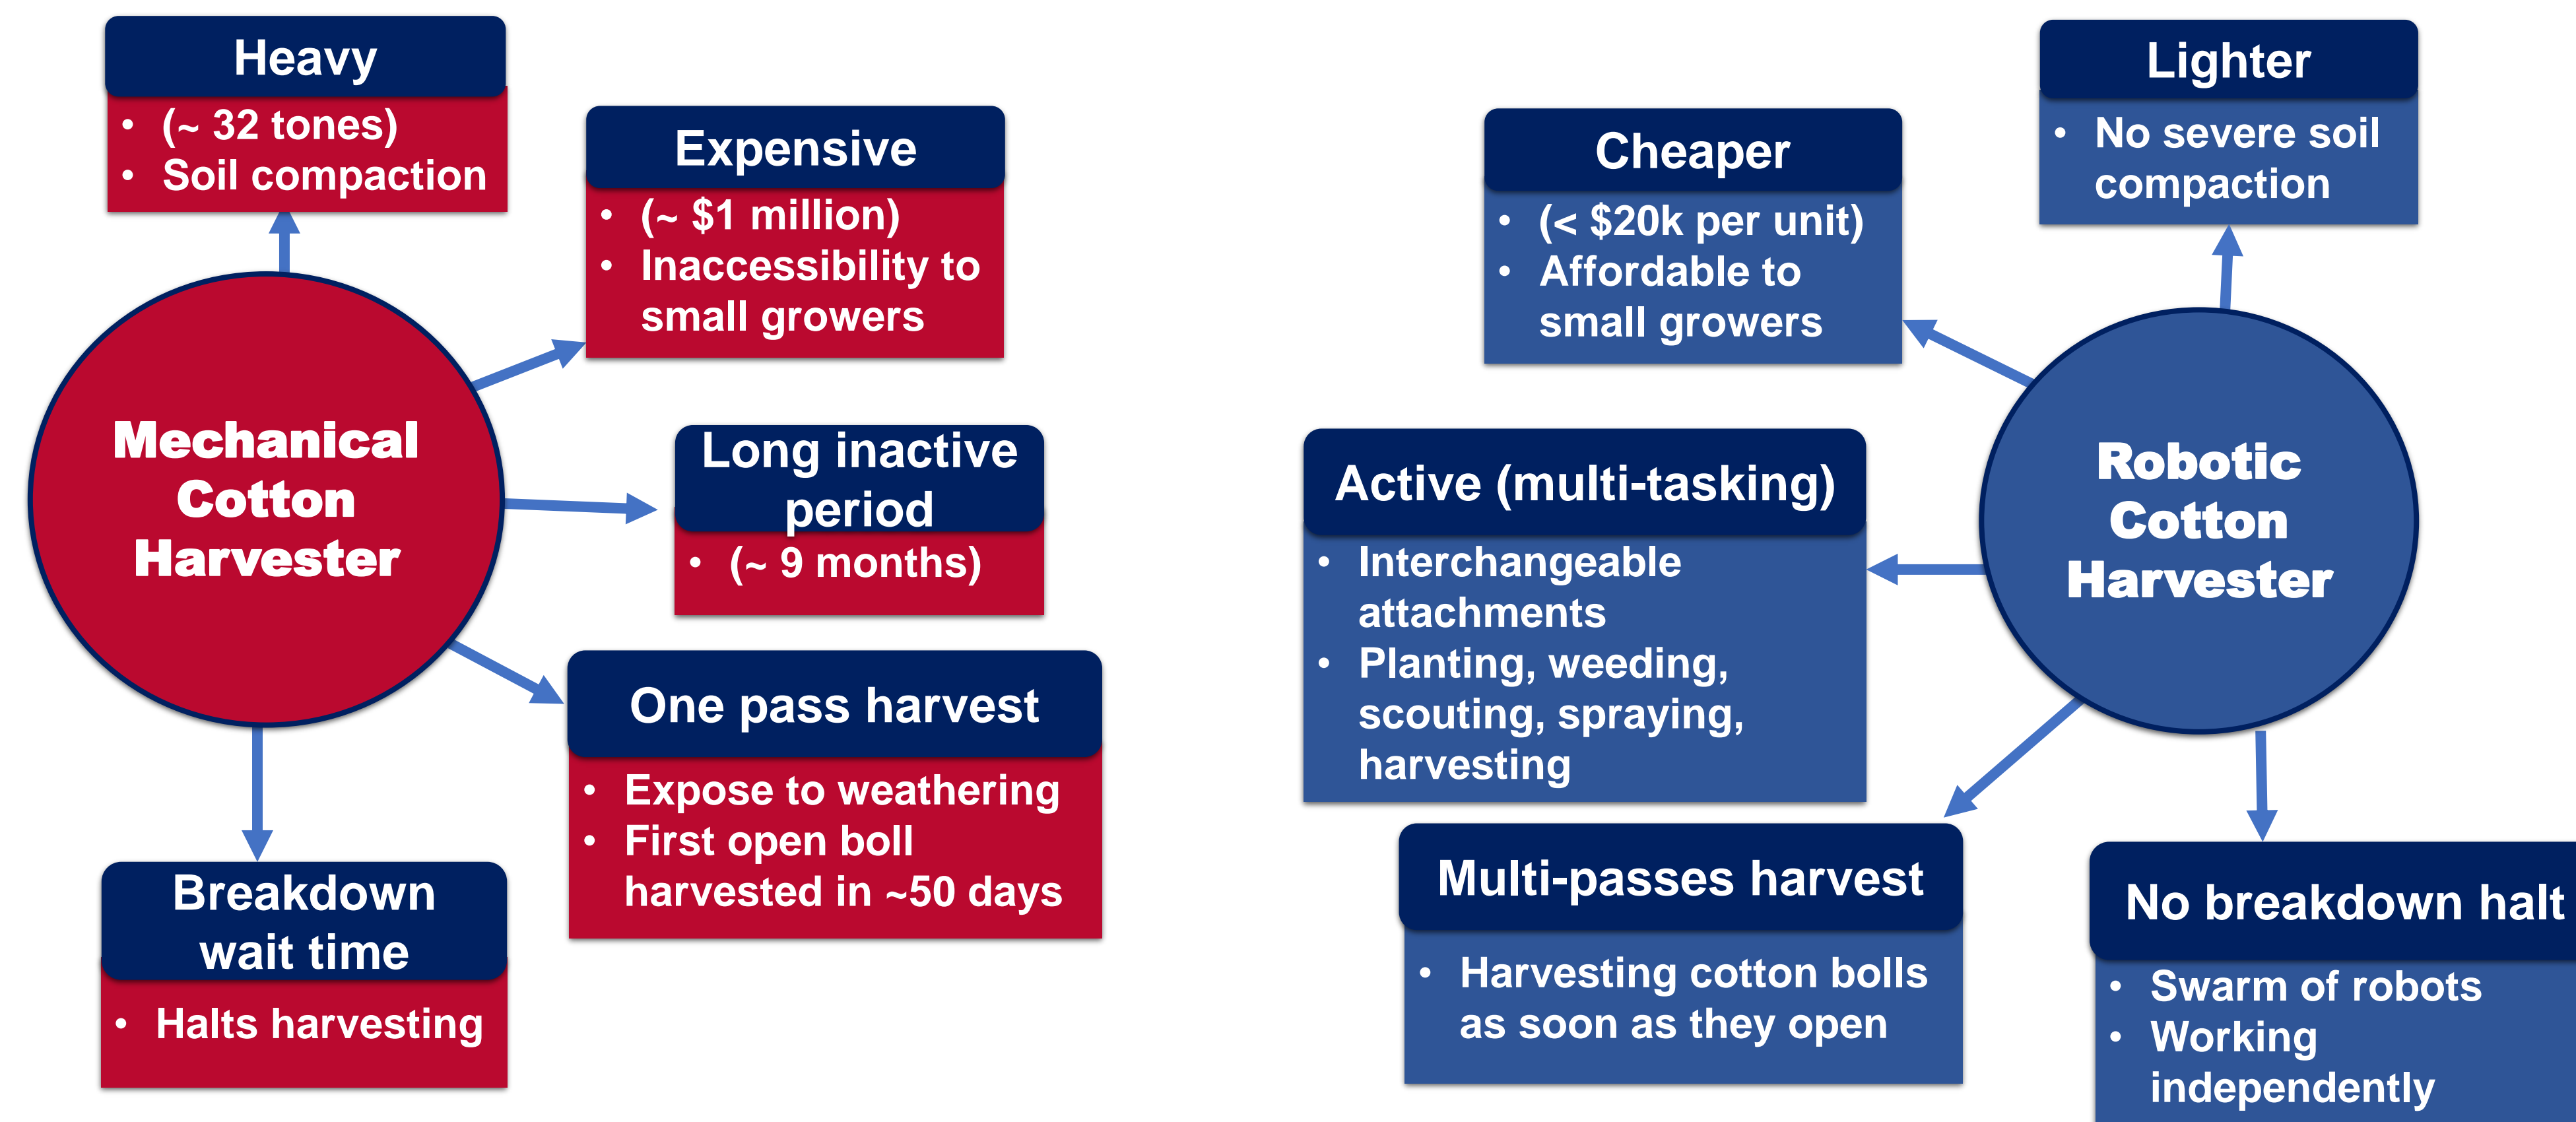 Heavy
• (~ 32 tones)
• Soil compaction
Expensive
• (~ $1 million)
• Inaccessibility to
small growers
Mechanical
Cotton
Harvester
Long inactive
period
• (~ 9 months)
One pass harvest
• Expose to weathering
• First open boll
harvested in ~50 days
Breakdown
wait time
• Halts harvesting
Lighter
• No severe soil
compaction
Cheaper
• (< $20k per unit)
• Affordable to
small growers
Robotic
Cotton
Harvester
Active (multi-tasking)
• Interchangeable
attachments
• Planting, weeding,
scouting, spraying,
harvesting
Multi-passes harvest
• Harvesting cotton bolls
as soon as they open
No breakdown halt
• Swarm of robots
• Working
independently